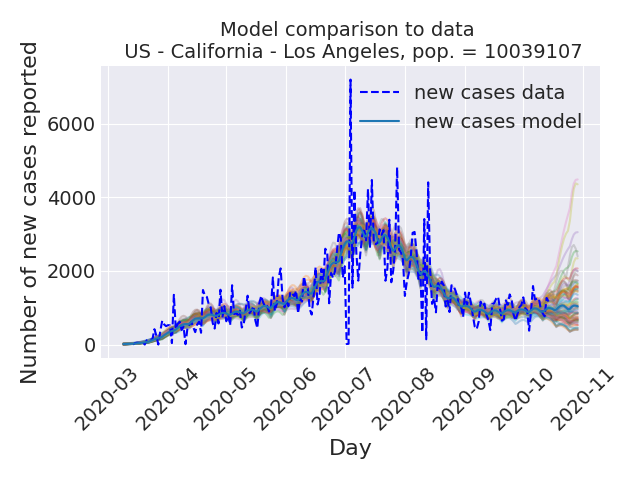 Model comparison to data
US - California - Los Angeles, pop. = 10039107
new cases data
new cases model
Number of new cases reported
6000
4000
2000
0
2020-03
2020-04
2020-05
2020-06
2020-07
2020-08
2020-09
2020-10
2020-11
Day